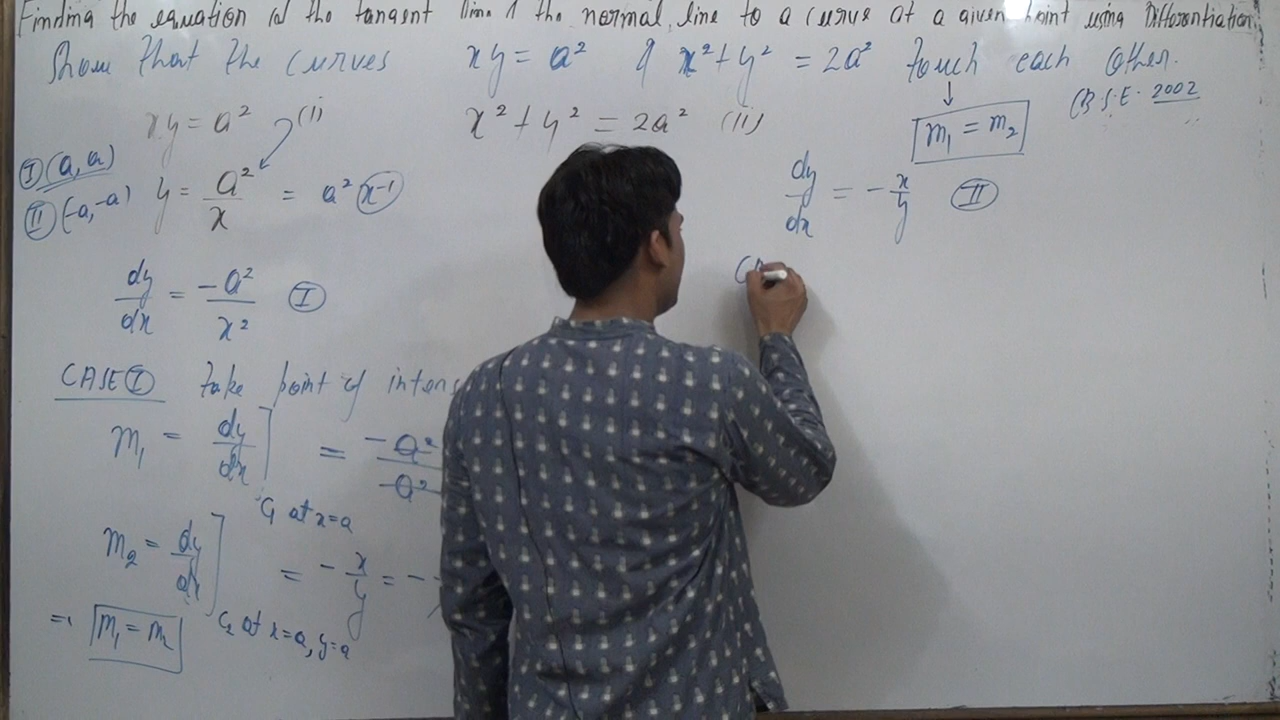 Finding the equation of the tangent line & the normal line to a curve at a given point using Differentiation.
Show that the curves xy = a² & x² + y² = 2a² touch each other.
C.B.S.E. 2002
m₁ = m₂
xy = a² (i)
x² + y² = 2a² (ii)
Ⓘ (a, a)
Ⅱ (-a, -a)
y = a²/x = a² x⁻¹
dy/dx = -a²/x² Ⓘ
dy/dx = -x/y Ⅱ
CASE Ⓘ take point of inters
m₁ = dy/dx] C₁ at x=a = -a²/-a²
m₂ = dy/dx] C₂ at x=a, y=a = -x/y = -
⇒ m₁ = m₂